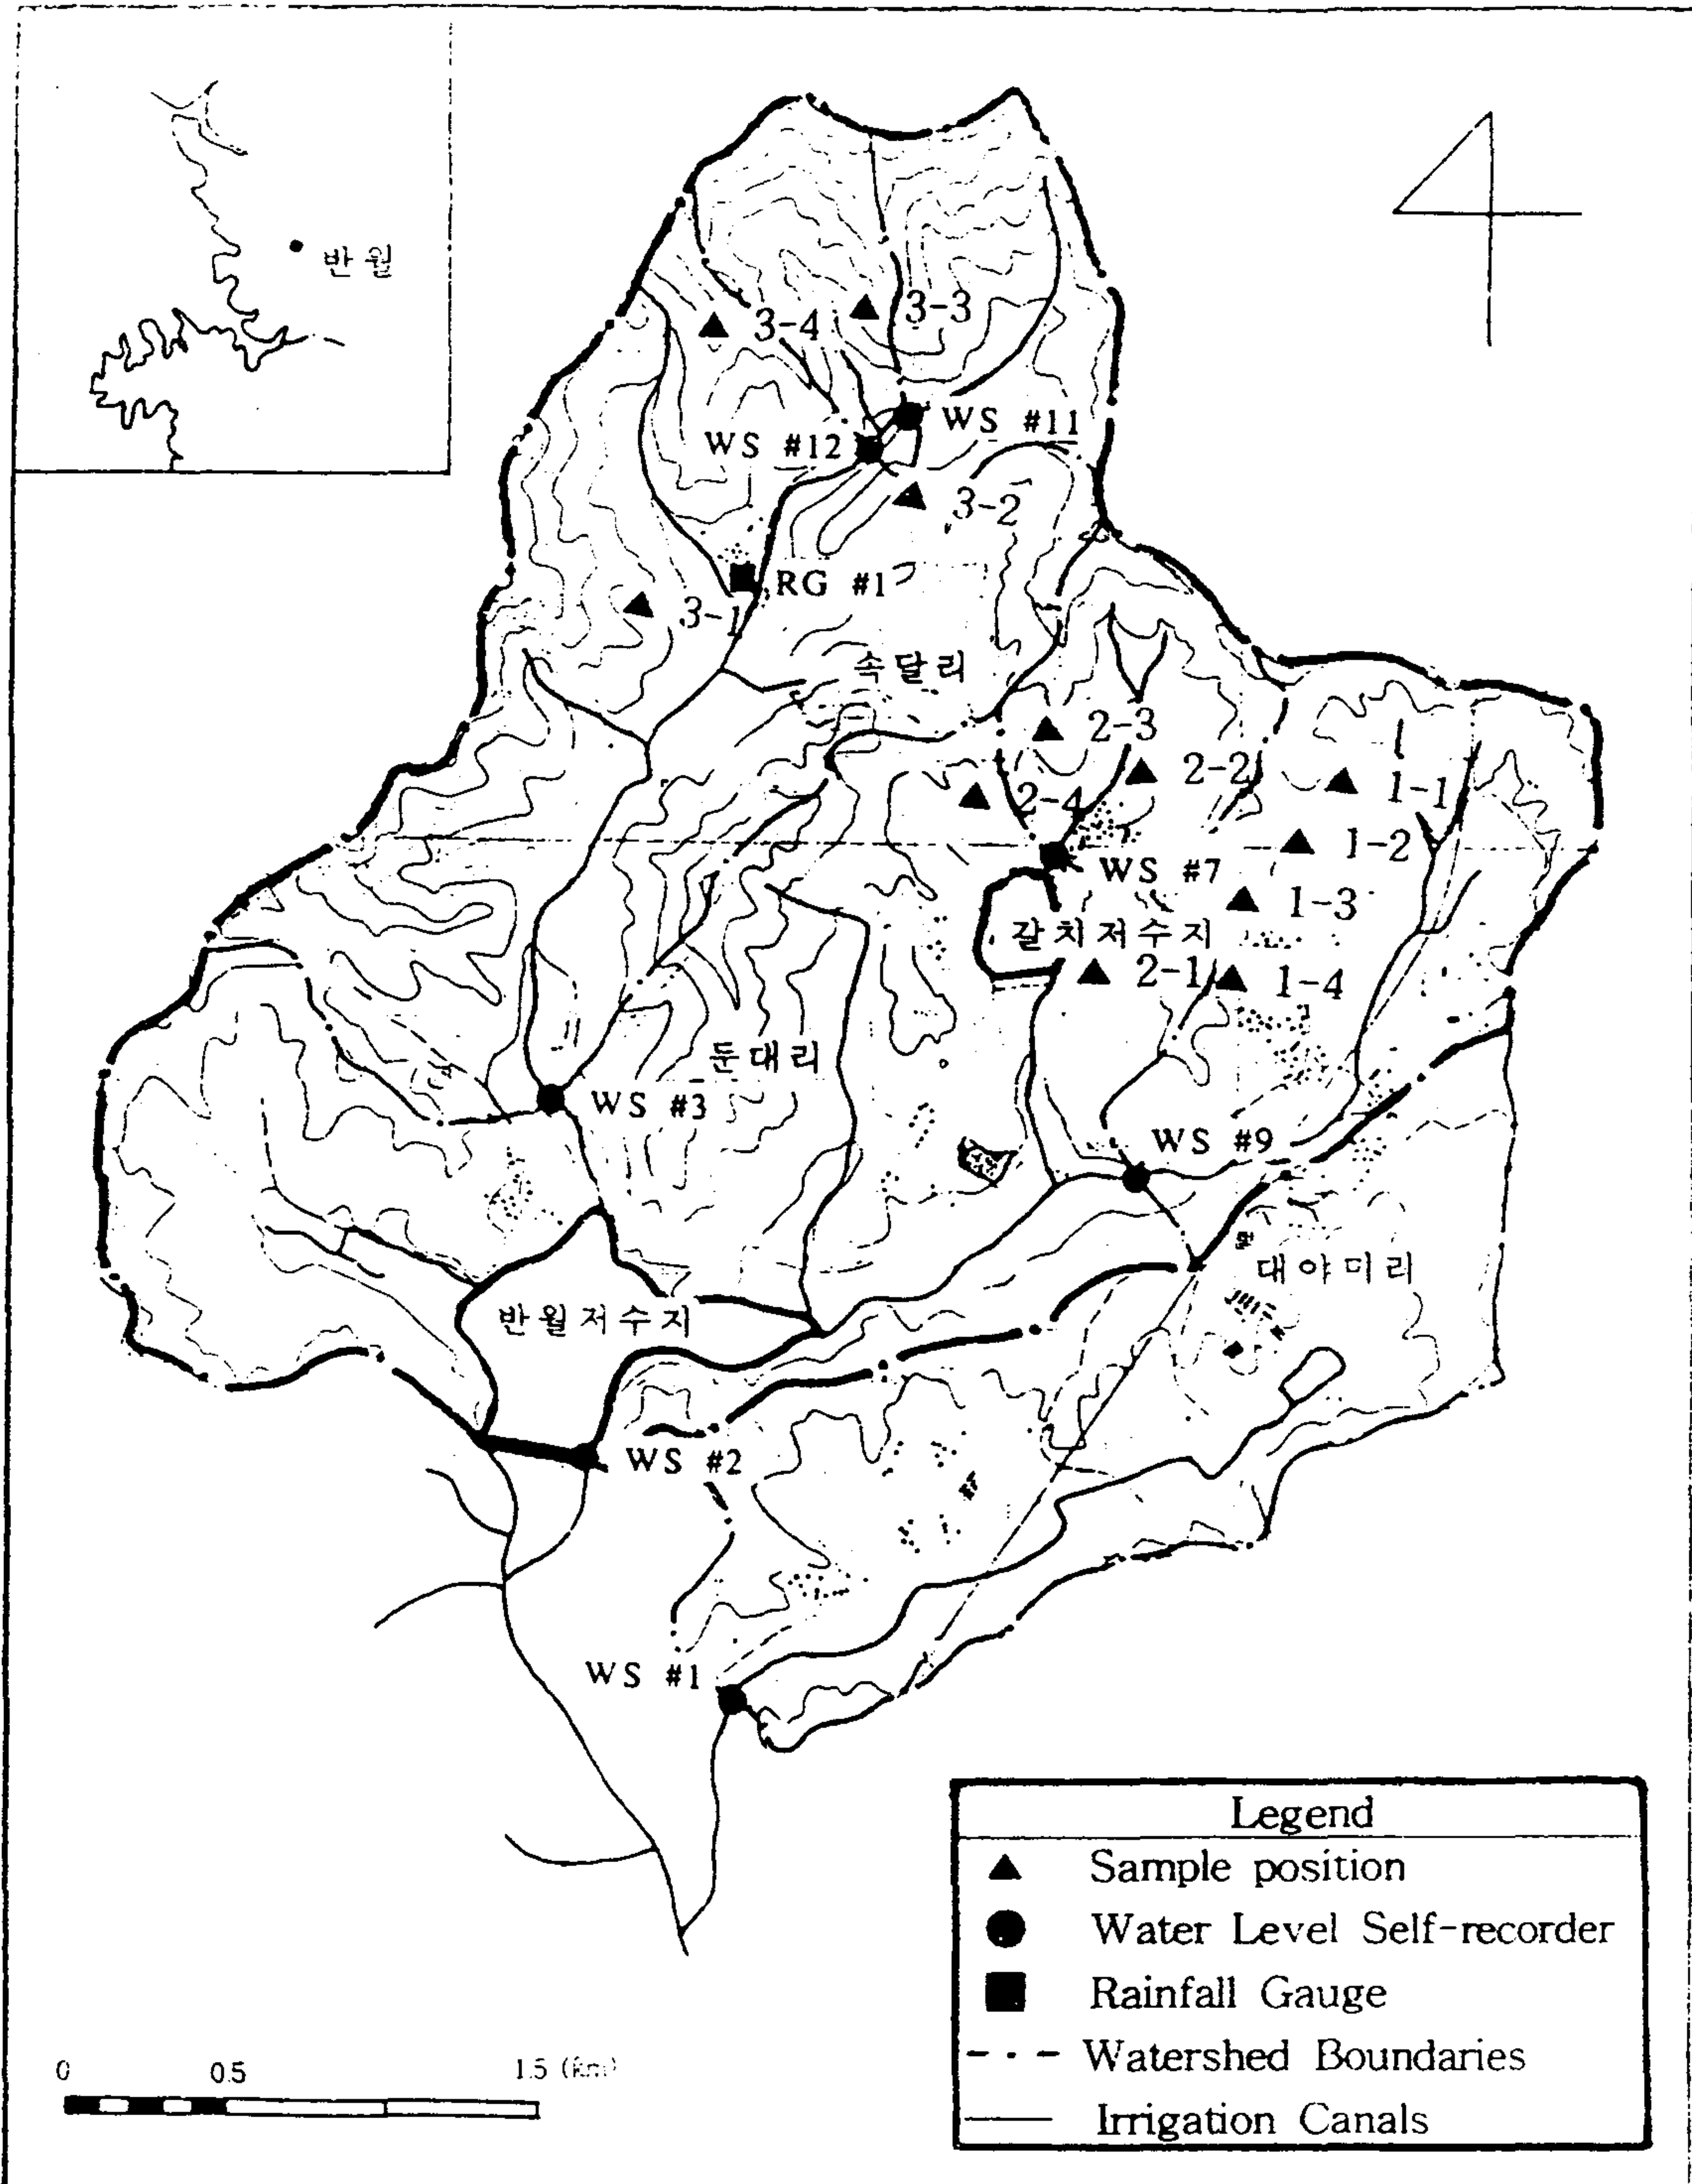 반월
3-3
3-4
WS #11
WS #12
3-2
RG #1
3-1
속달리
2-3
2-2
1-1
2-4
1-2
WS #7
1-3
갈치저수지
2-1
1-4
둔대리
WS #3
WS #9
대야미리
반월저수지
WS #2
WS #1
Legend
Sample position
Water Level Self-recorder
Rainfall Gauge
Watershed Boundaries
Irrigation Canals
0 0.5 1.5 (km)